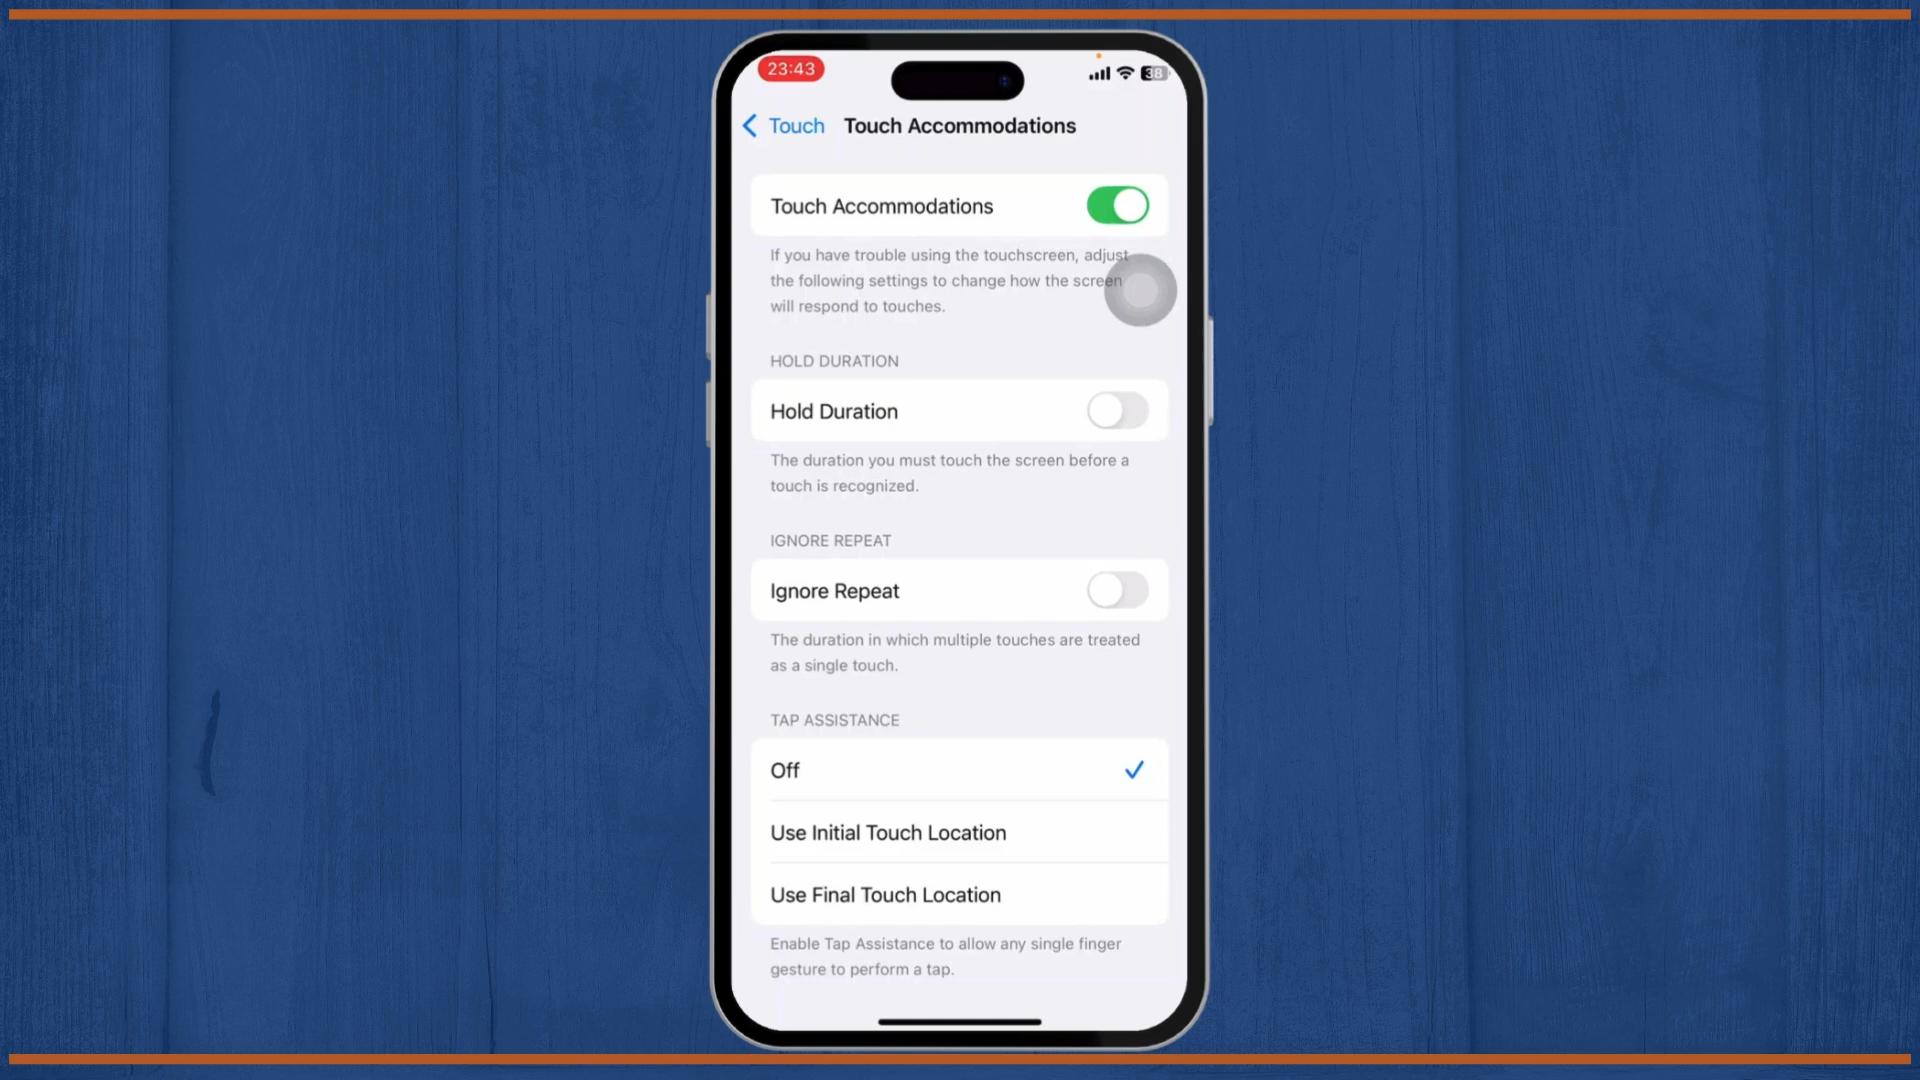 23:43
38
Touch Touch Accommodations
Touch Accommodations
If you have trouble using the touchscreen, adjust
the following settings to change how the screen
will respond to touches.
HOLD DURATION
Hold Duration
The duration you must touch the screen before a
touch is recognized.
IGNORE REPEAT
Ignore Repeat
The duration in which multiple touches are treated
as a single touch.
TAP ASSISTANCE
Off
Use Initial Touch Location
Use Final Touch Location
Enable Tap Assistance to allow any single finger
gesture to perform a tap.